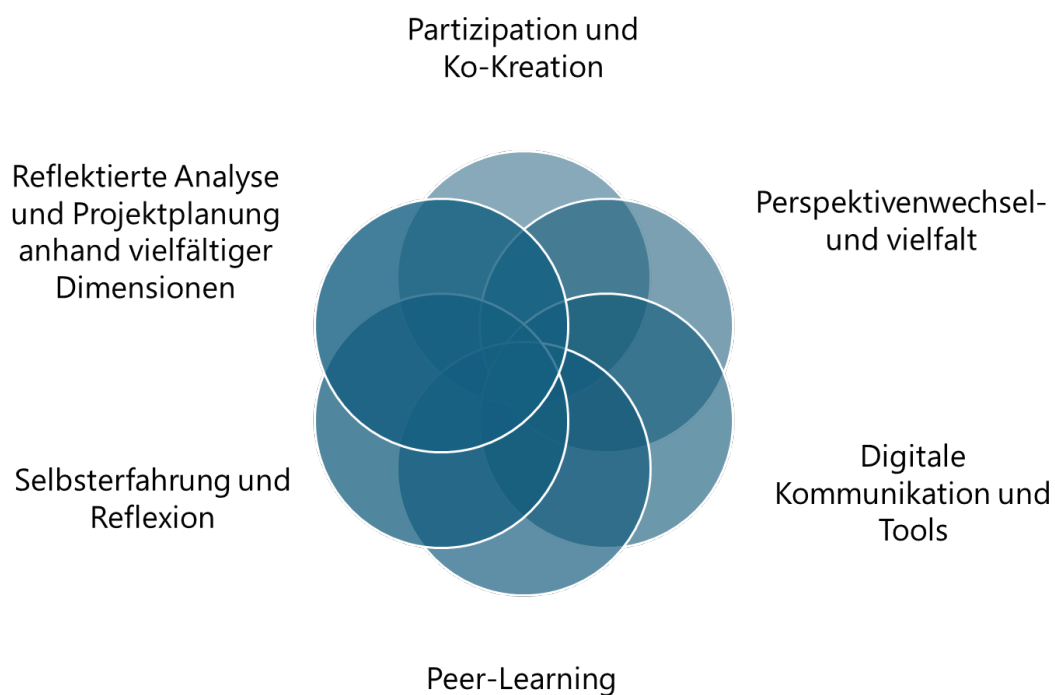 Partizipation und
Ko-Kreation
Perspektivenwechsel-
und vielfalt
Digitale
Kommunikation und
Tools
Peer-Learning
Selbsterfahrung und
Reflexion
Reflektierte Analyse
und Projektplanung
anhand vielfältiger
Dimensionen